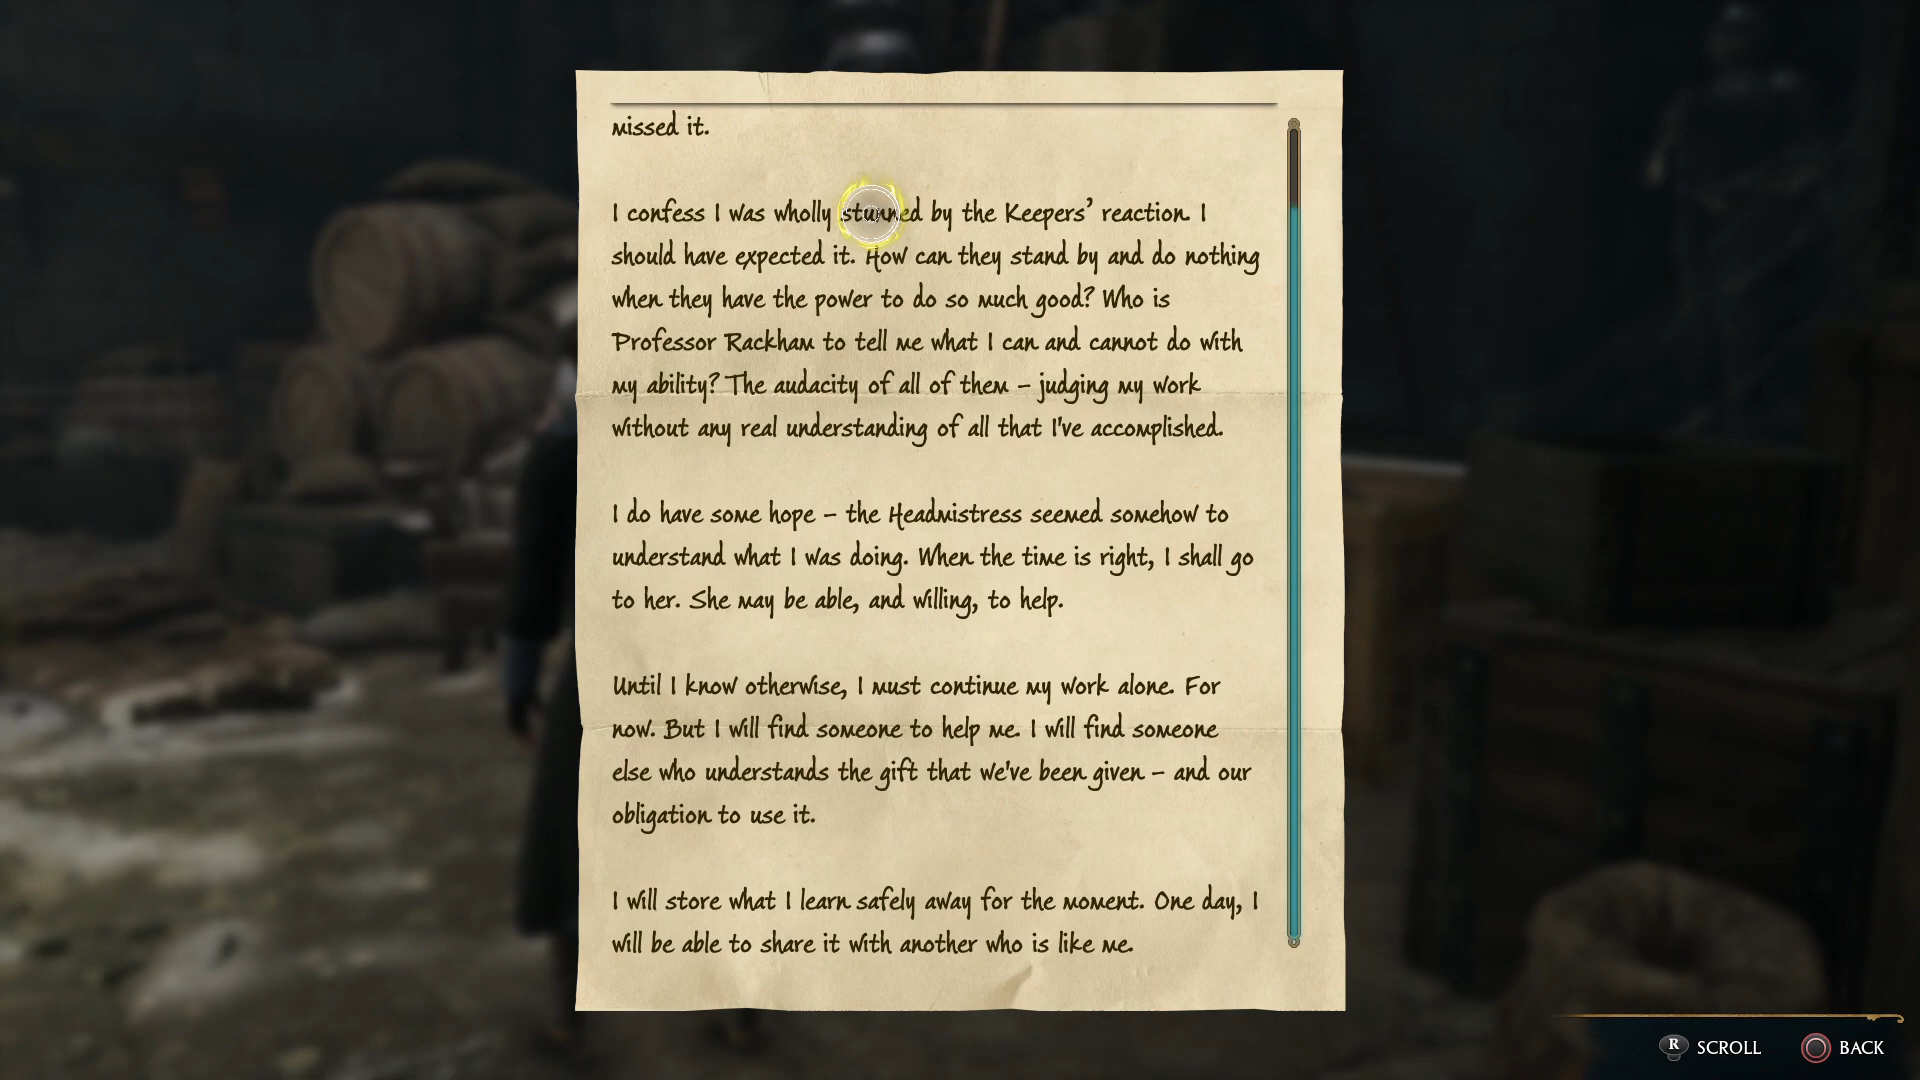 missed it.
I confess I was wholly stunned by the Keepers' reaction. I
should have expected it. How can they stand by and do nothing
when they have the power to do so much good? Who is
Professor Rackham to tell me what I can and cannot do with
my ability? The audacity of all of them – judging my work
without any real understanding of all that I've accomplished.
I do have some hope – the Headmistress seemed somehow to
understand what I was doing. When the time is right, I shall go
to her. She may be able, and willing, to help.
Until I know otherwise, I must continue my work alone. For
now. But I will find someone to help me. I will find someone
else who understands the gift that we've been given – and our
obligation to use it.
I will store what I learn safely away for the moment. One day, I
will be able to share it with another who is like me.
R SCROLL BACK